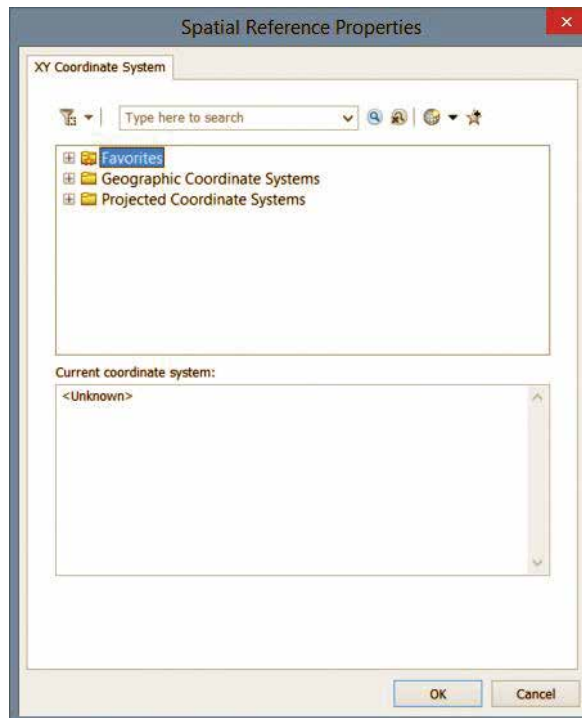 Spatial Reference Properties
XY Coordinate System
Type here to search
Favorites
Geographic Coordinate Systems
Projected Coordinate Systems
Current coordinate system:
<Unknown>
OK Cancel